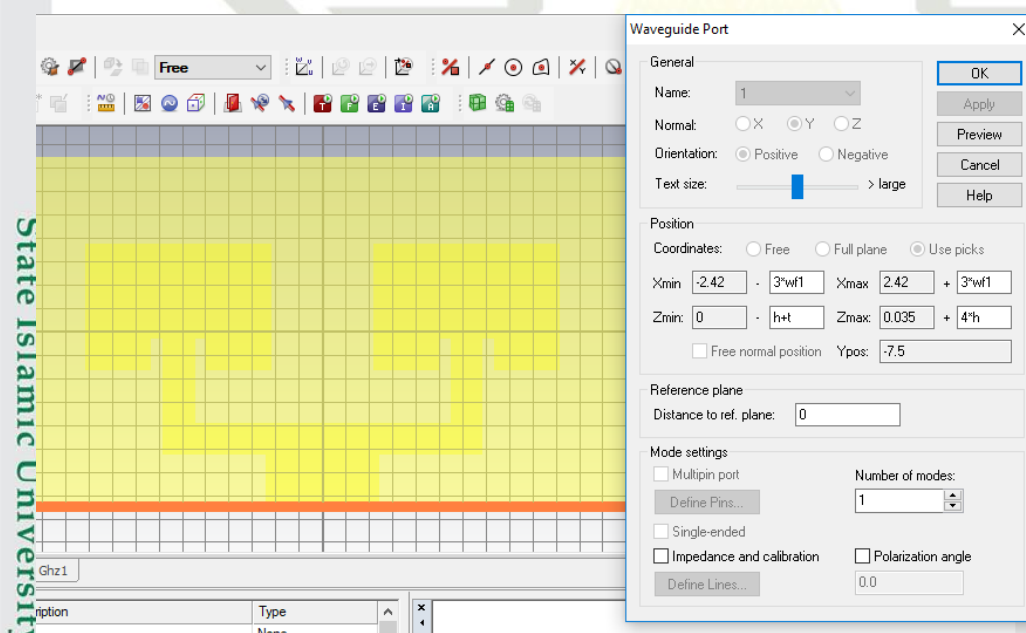 Waveguide Port
General
Name: 1
Normal: X Y Z
Orientation: Positive Negative
Text size: > large
OK
Apply
Preview
Cancel
Help
Position
Coordinates: Free Full plane Use picks
Xmin -2.42 - 3*wf1 Xmax 2.42 + 3*wf1
Zmin: 0 - h+t Zmax: 0.035 + 4*h
Free normal position Ypos: -7.5
Reference plane
Distance to ref. plane: 0
Mode settings
Multipin port Number of modes:
Define Pins... 1
Single-ended
Impedance and calibration Polarization angle
Define Lines... 0.0
Free
T F E I A
Ghz1
ription Type
None
State Islamic University